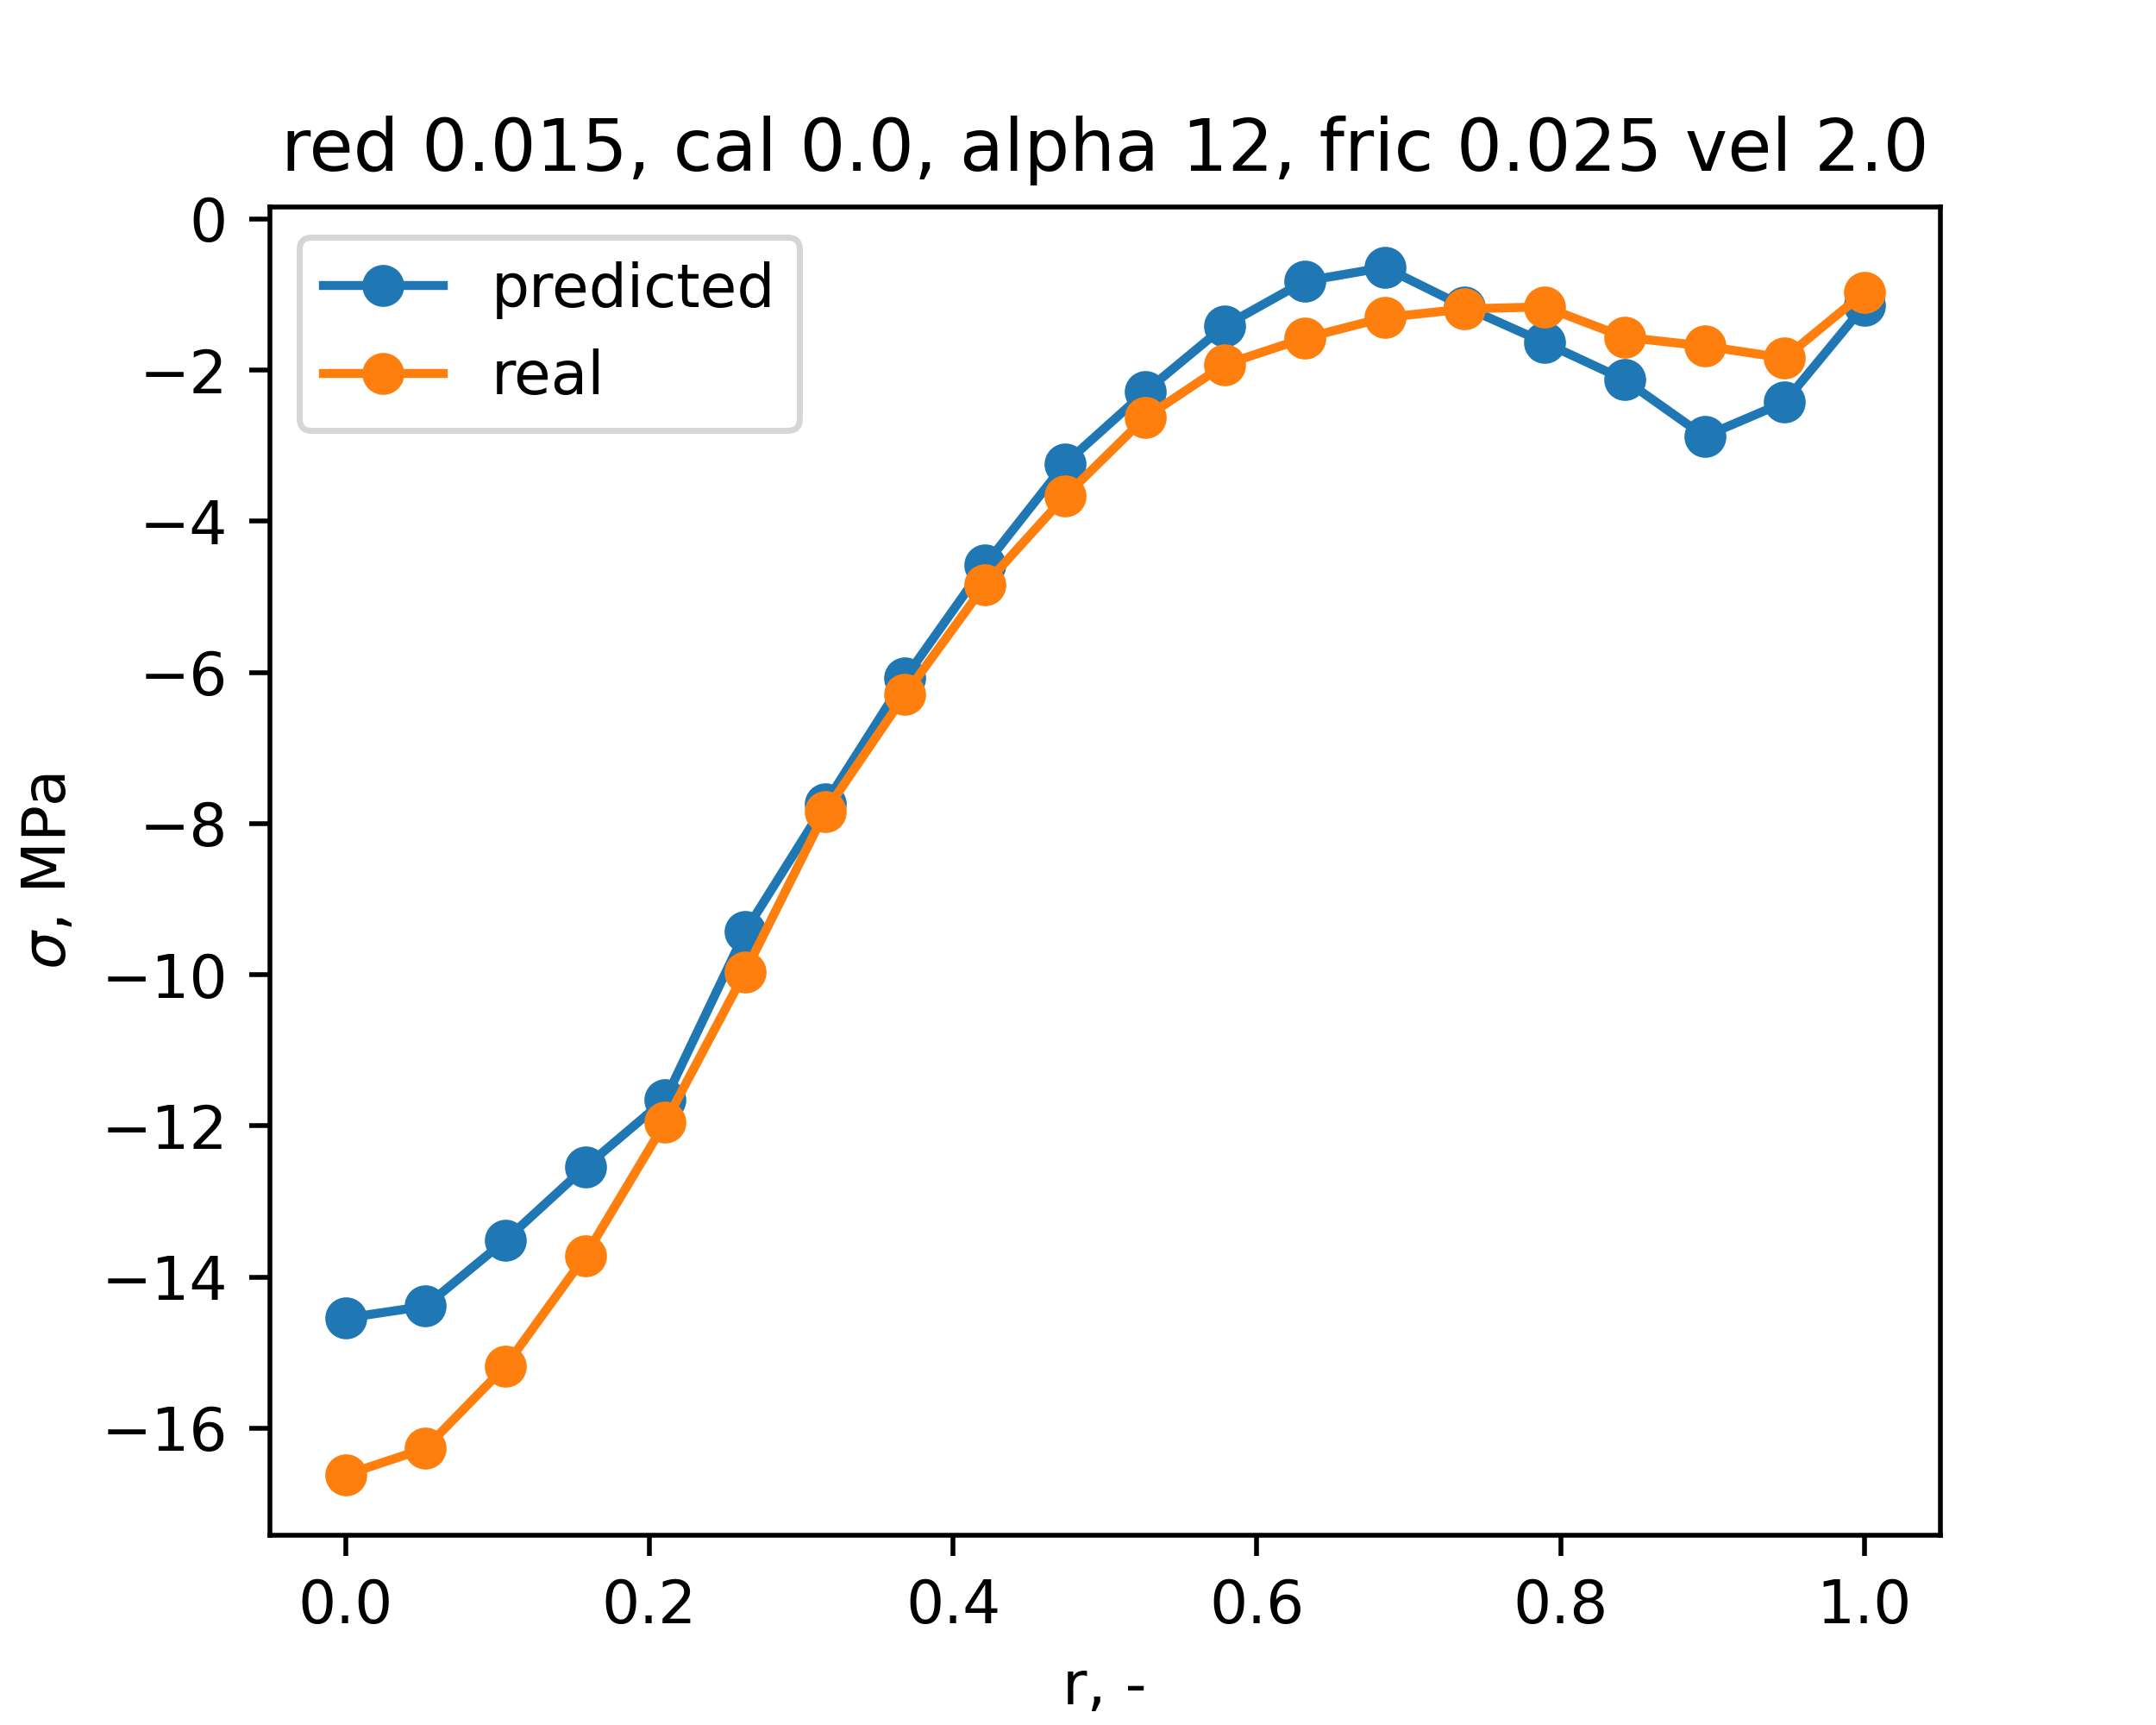 red 0.015, cal 0.0, alpha 12, fric 0.025 vel 2.0
predicted
real
0
−2
−4
−6
−8
−10
−12
−14
−16
σ, MPa
0.0 0.2 0.4 0.6 0.8 1.0
r, -